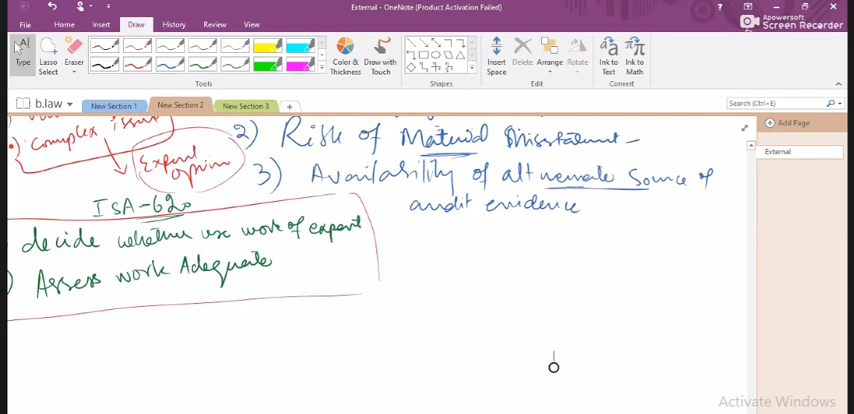 External - OneNote (Product Activation Failed)
Apowersoft
Screen Recorder
File Home Insert Draw History Review View
Type
Lasso
Select
Eraser
Color &
Thickness
Draw with
Touch
Insert
Space
Delete
Arrange
Rotate
Ink to
Text
Ink to
Math
Tools
Shapes
Edit
Convert
b.law
New Section 1
New Section 2
New Section 3
Search (Ctrl+E)
Add Page
External
Complex issue
Expert
opinion
ISA-620
decide whether use work of expert
Assess work Adequate
2) Risk of Material Misstatement -
3) Availability of alternate Source of
audit evidence
Activate Windows